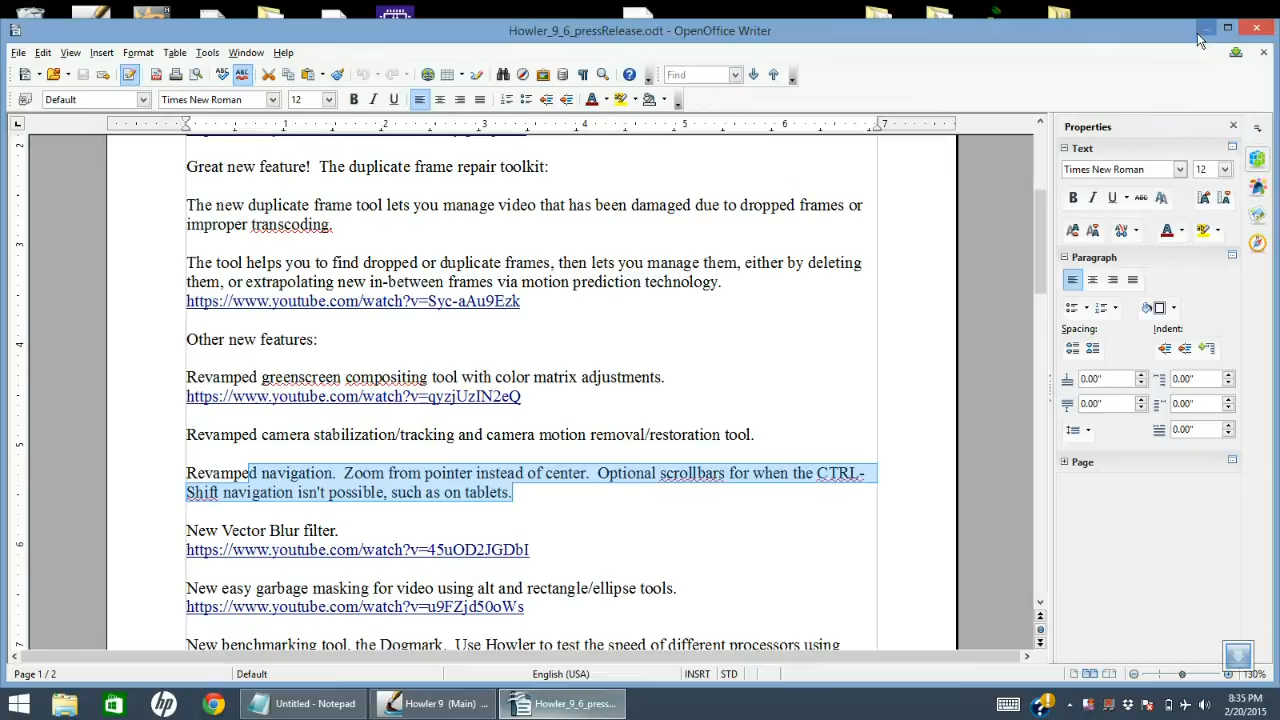 Howler_9_6_pressRelease.odt - OpenOffice Writer
File Edit View Insert Format Table Tools Window Help
Find
Default Times New Roman 12
1 2 3 4 5 6 7
Properties
Text
Times New Roman 12
Paragraph
Spacing: Indent:
0.00" 0.00"
0.00" 0.00"
0.00"
Page
Great new feature!  The duplicate frame repair toolkit:
The new duplicate frame tool lets you manage video that has been damaged due to dropped frames or
improper transcoding.
The tool helps you to find dropped or duplicate frames, then lets you manage them, either by deleting
them, or extrapolating new in-between frames via motion prediction technology.
https://www.youtube.com/watch?v=Syc-aAu9Ezk
Other new features:
Revamped greenscreen compositing tool with color matrix adjustments.
https://www.youtube.com/watch?v=qyzjUzIN2eQ
Revamped camera stabilization/tracking and camera motion removal/restoration tool.
Revamped navigation.  Zoom from pointer instead of center.  Optional scrollbars for when the CTRL-
Shift navigation isn't possible, such as on tablets.
New Vector Blur filter.
https://www.youtube.com/watch?v=45uOD2JGDbI
New easy garbage masking for video using alt and rectangle/ellipse tools.
https://www.youtube.com/watch?v=u9FZjd50oWs
New benchmarking tool, the Dogmark.  Use Howler to test the speed of different processors using
Page 1 / 2 Default English (USA) INSRT STD 130%
Untitled - Notepad
Howler 9 (Main) ...
Howler_9_6_press...
8:35 PM
2/20/2015